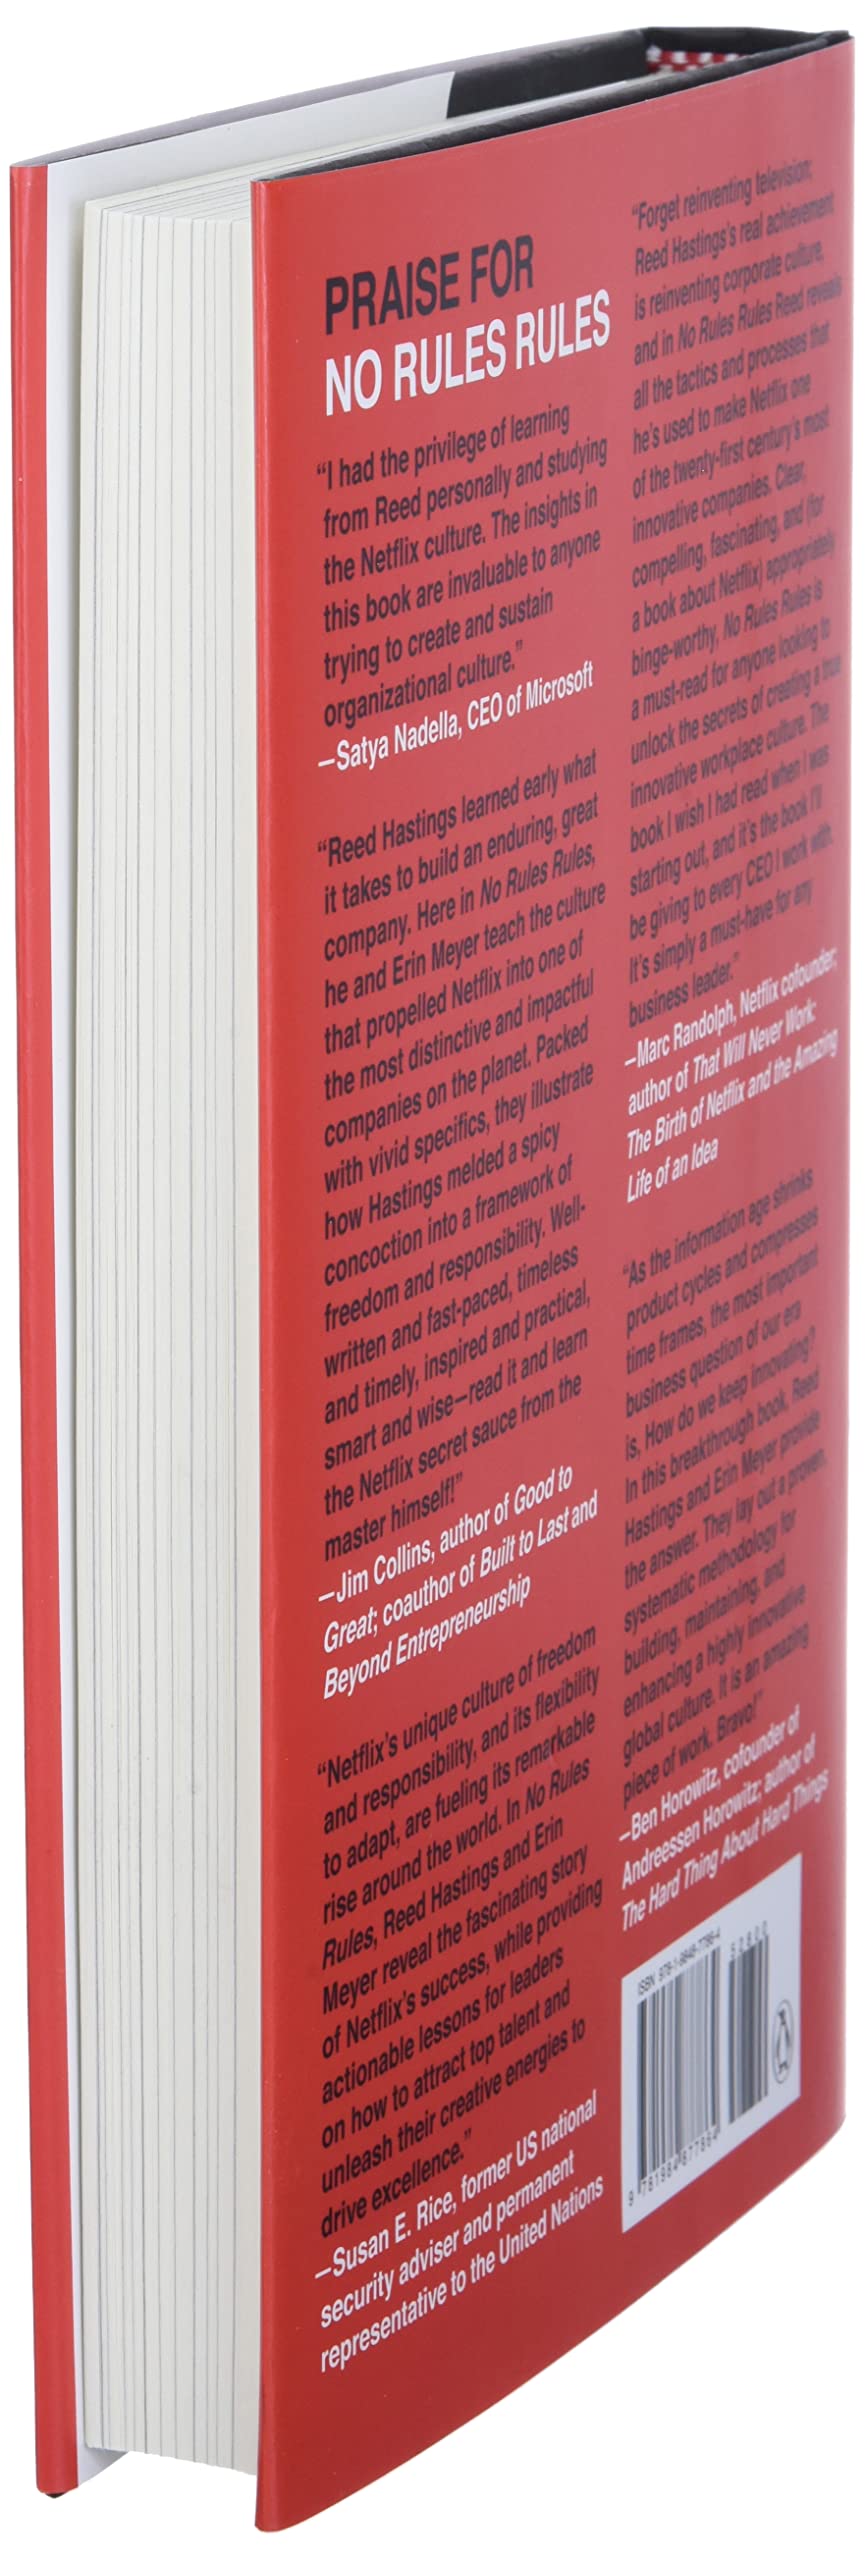 PRAISE FOR
NO RULES RULES
“I had the privilege of learning
from Reed personally and studying
the Netflix culture. The insights in
this book are invaluable to anyone
trying to create and sustain
organizational culture.”
—Satya Nadella, CEO of Microsoft
“Reed Hastings learned early what
it takes to build an enduring, great
company. Here in No Rules Rules,
he and Erin Meyer teach the culture
that propelled Netflix into one of
the most distinctive and impactful
companies on the planet. Packed
with vivid specifics, they illustrate
how Hastings melded a spicy
concoction into a framework of
freedom and responsibility. Well-
written and fast-paced, timeless
and timely, inspired and practical,
smart and wise—read it and learn
the Netflix secret sauce from the
master himself!”
—Jim Collins, author of Good to
Great; coauthor of Built to Last and
Beyond Entrepreneurship
“Netflix’s unique culture of freedom
and responsibility, and its flexibility
to adapt, are fueling its remarkable
rise around the world. In No Rules
Rules, Reed Hastings and Erin
Meyer reveal the fascinating story
of Netflix’s success, while providing
actionable lessons for leaders
on how to attract top talent and
unleash their creative energies to
drive excellence.”
—Susan E. Rice, former US national
security adviser and permanent
representative to the United Nations
“Forget reinventing television;
Reed Hastings’s real achievement
is reinventing corporate culture,
and in No Rules Rules Reed reveals
all the tactics and processes that
he’s used to make Netflix one
of the twenty-first century’s most
innovative companies. Clear,
compelling, fascinating, and (for
a book about Netflix) appropriately
binge-worthy, No Rules Rules is
a must-read for anyone looking to
unlock the secrets of creating a true
innovative workplace culture. The
book I wish I had read when I was
starting out, and it’s the book I’ll
be giving to every CEO I work with.
It’s simply a must-have for any
business leader.”
—Marc Randolph, Netflix cofounder;
author of That Will Never Work:
The Birth of Netflix and the Amazing
Life of an Idea
“As the information age shrinks
product cycles and compresses
time frames, the most important
business question of our era
is, How do we keep innovating?
In this breakthrough book, Reed
Hastings and Erin Meyer provide
the answer. They lay out a proven,
systematic methodology for
building, maintaining, and
enhancing a highly innovative
global culture. It is an amazing
piece of work. Bravo!”
—Ben Horowitz, cofounder of
Andreessen Horowitz; author of
The Hard Thing About Hard Things
ISBN 978-1-9848-7786-4
52800
9 781984 877864